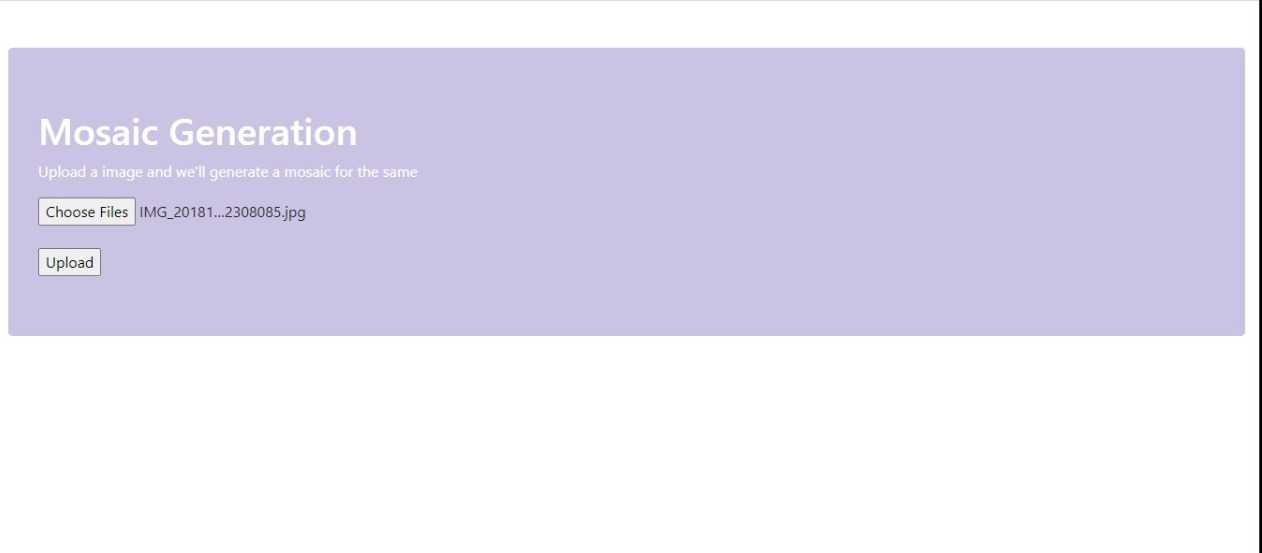 Mosaic Generation
Upload a image and we'll generate a mosaic for the same
Choose Files IMG_20181...2308085.jpg
Upload